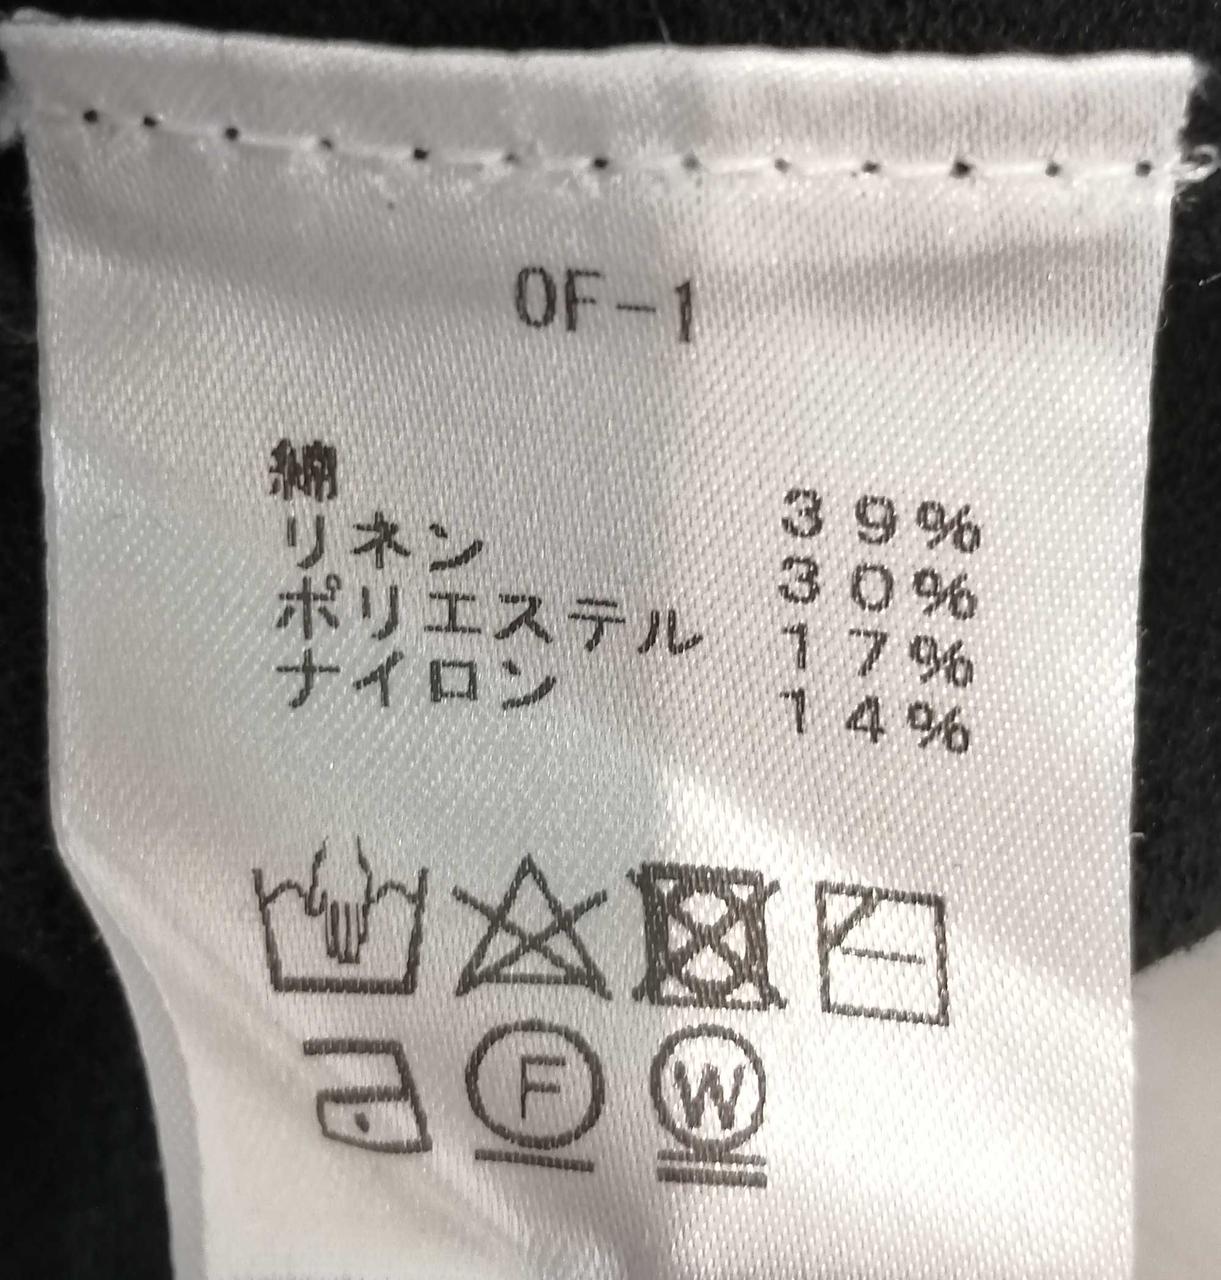 OF-1
綿 39%
リネン 30%
ポリエステル 17%
ナイロン 14%
F W